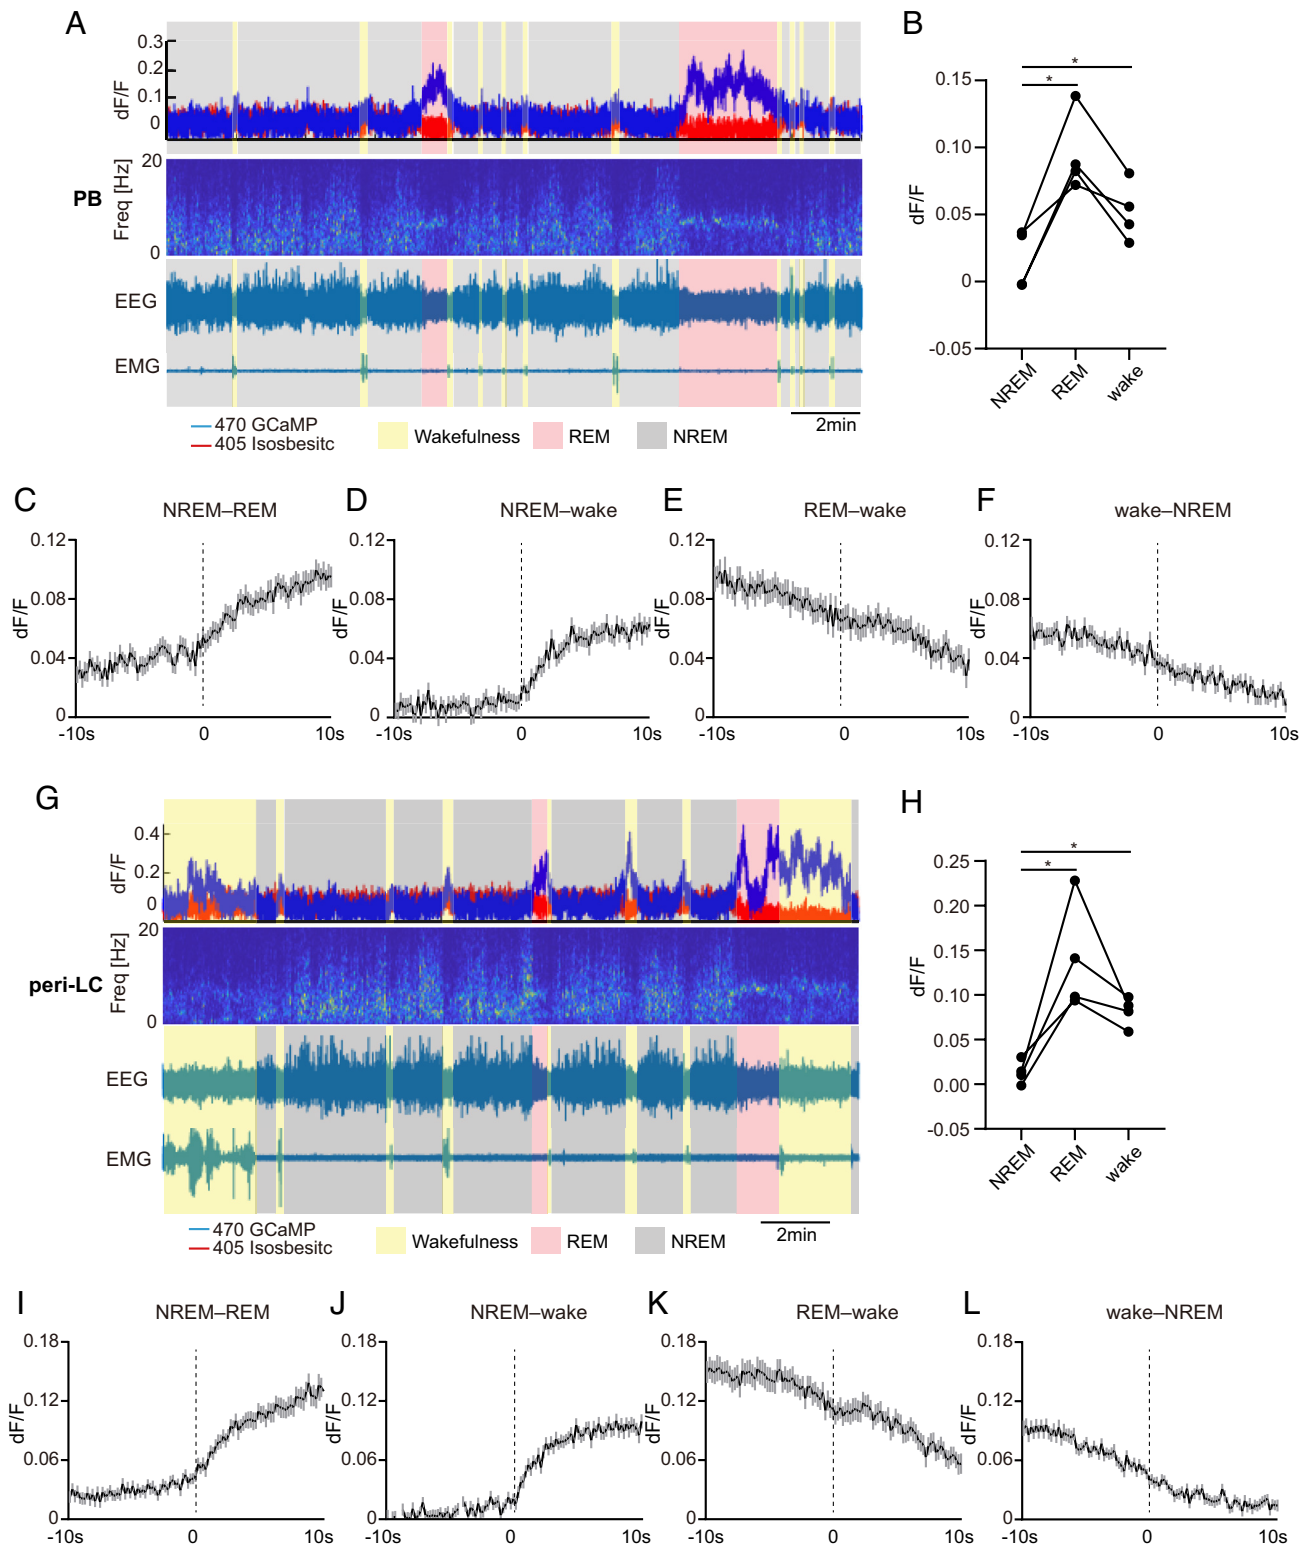 A
B
0.3
0.2
0.1
0
dF/F
20
Freq [Hz]
0
PB
EEG
EMG
470 GCaMP
405 Isosbesitc
Wakefulness
REM
NREM
2min
0.15
0.10
0.05
0
-0.05
dF/F
*
*
NREM
REM
wake
C
NREM–REM
0.12
0.08
0.04
0
dF/F
-10s
0
10s
D
NREM–wake
0.12
0.08
0.04
0
dF/F
-10s
0
10s
E
REM–wake
0.12
0.08
0.04
0
dF/F
-10s
0
10s
F
wake–NREM
0.12
0.08
0.04
0
dF/F
-10s
0
10s
G
H
0.4
0.2
0
dF/F
20
Freq [Hz]
0
peri-LC
EEG
EMG
470 GCaMP
405 Isosbesitc
Wakefulness
REM
NREM
2min
0.25
0.20
0.15
0.10
0.05
0.00
-0.05
dF/F
*
*
NREM
REM
wake
I
NREM–REM
0.18
0.12
0.06
0
dF/F
-10s
0
10s
J
NREM–wake
0.18
0.12
0.06
0
dF/F
-10s
0
10s
K
REM–wake
0.18
0.12
0.06
0
dF/F
-10s
0
10s
L
wake–NREM
0.18
0.12
0.06
0
dF/F
-10s
0
10s